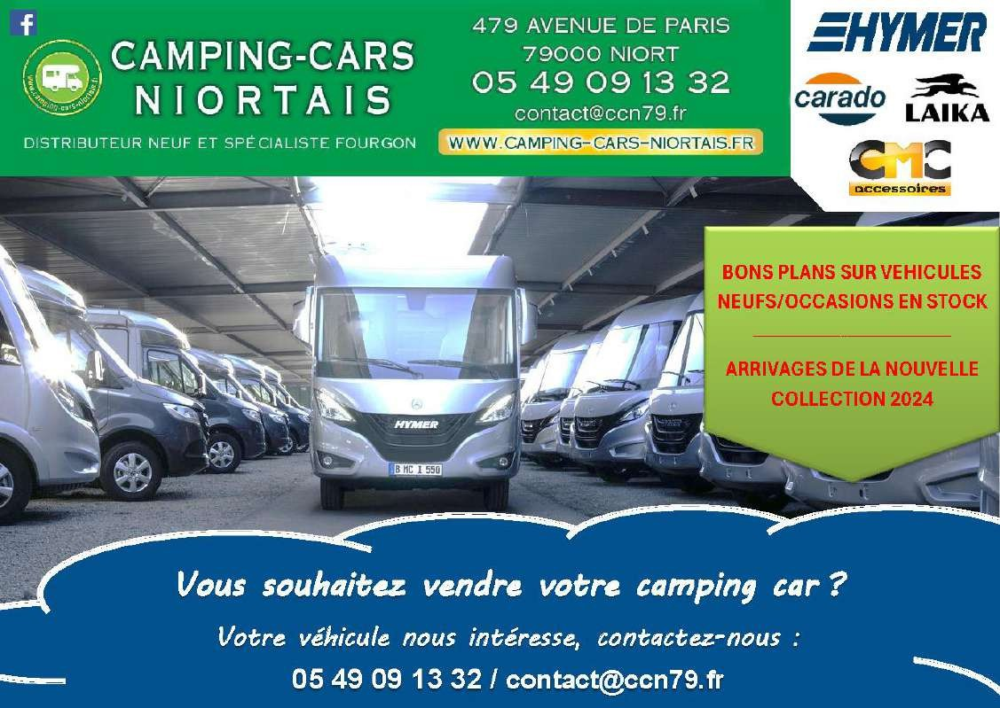 CAMPING-CARS
NIORTAIS
DISTRIBUTEUR NEUF ET SPÉCIALISTE FOURGON
www.camping-cars-niortais.fr
479 AVENUE DE PARIS
79000 NIORT
05 49 09 13 32
contact@ccn79.fr
WWW.CAMPING-CARS-NIORTAIS.FR
HYMER
carado
LAIKA
CMC
accessoires
BONS PLANS SUR VEHICULES
NEUFS/OCCASIONS EN STOCK
ARRIVAGES DE LA NOUVELLE
COLLECTION 2024
HYMER
B MC I 550
Vous souhaitez vendre votre camping car ?
Votre véhicule nous intéresse, contactez-nous :
05 49 09 13 32 / contact@ccn79.fr